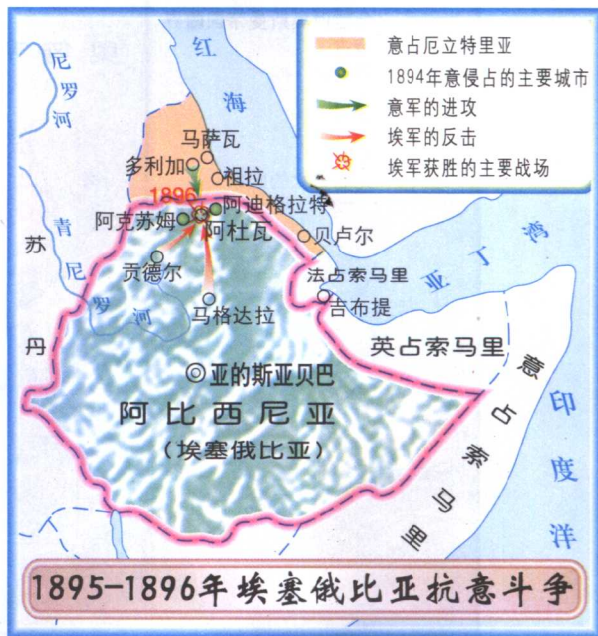 意占厄立特里亚
1894年意侵占的主要城市
意军的进攻
埃军的反击
埃军获胜的主要战场
尼罗河
红海
马萨瓦
多利加
祖拉
1896
阿迪格拉特
阿克苏姆
阿杜瓦
贝卢尔
苏丹
青尼罗河
贡德尔
马格达拉
法占索马里
亚丁湾
吉布提
英占索马里
亚的斯亚贝巴
阿比西尼亚
(埃塞俄比亚)
意占索马里
印度洋
1895-1896年埃塞俄比亚抗意斗争